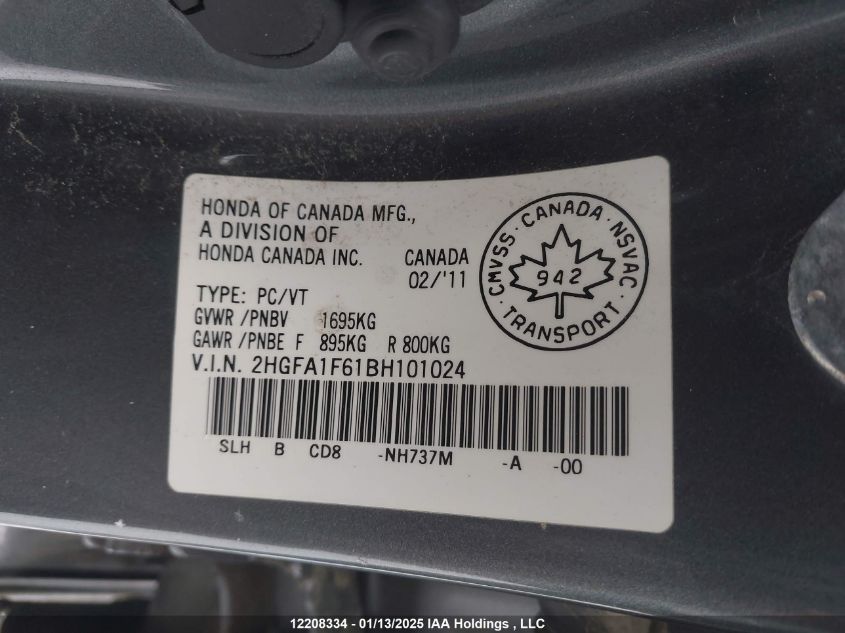 HONDA OF CANADA MFG.,
A DIVISION OF
HONDA CANADA INC. CANADA
02/'11
TYPE: PC/VT
GVWR /PNBV 1695KG
GAWR /PNBE F 895KG R 800KG
V.I.N. 2HGFA1F61BH101024
SLH B CD8 -NH737M -A -00
CMVSS · CANADA · NSVAC
942
· TRANSPORT ·
12208334 - 01/13/2025 IAA Holdings , LLC